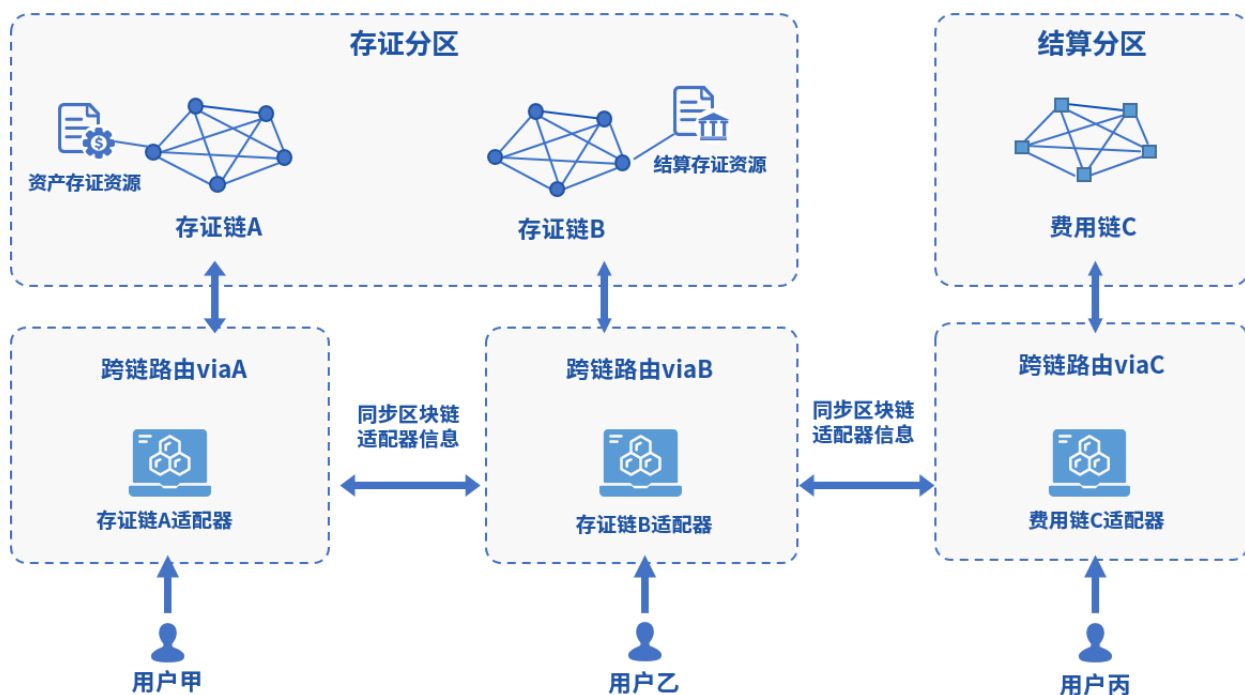 存证分区
结算分区
资产存证资源
结算存证资源
存证链A
存证链B
费用链C
跨链路由viaA
跨链路由viaB
跨链路由viaC
同步区块链
适配器信息
同步区块链
适配器信息
存证链A适配器
存证链B适配器
费用链C适配器
用户甲
用户乙
用户丙